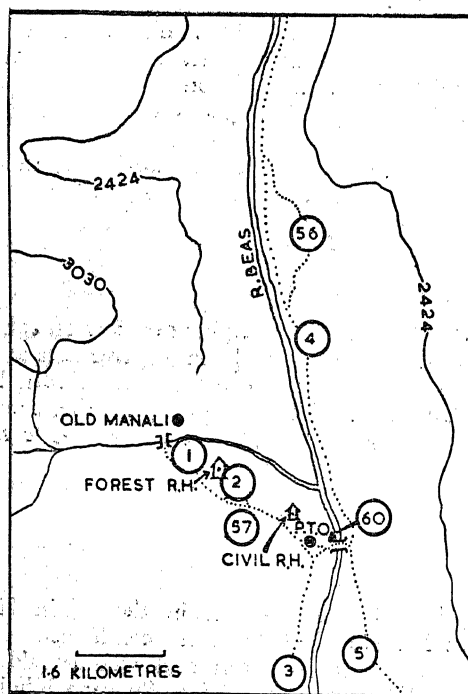 2424
3030
R. BEAS
56
2424
4
OLD MANALI
1
FOREST R.H.
2
57
60
P.T.O.
CIVIL R.H.
3
5
1·6 KILOMETRES